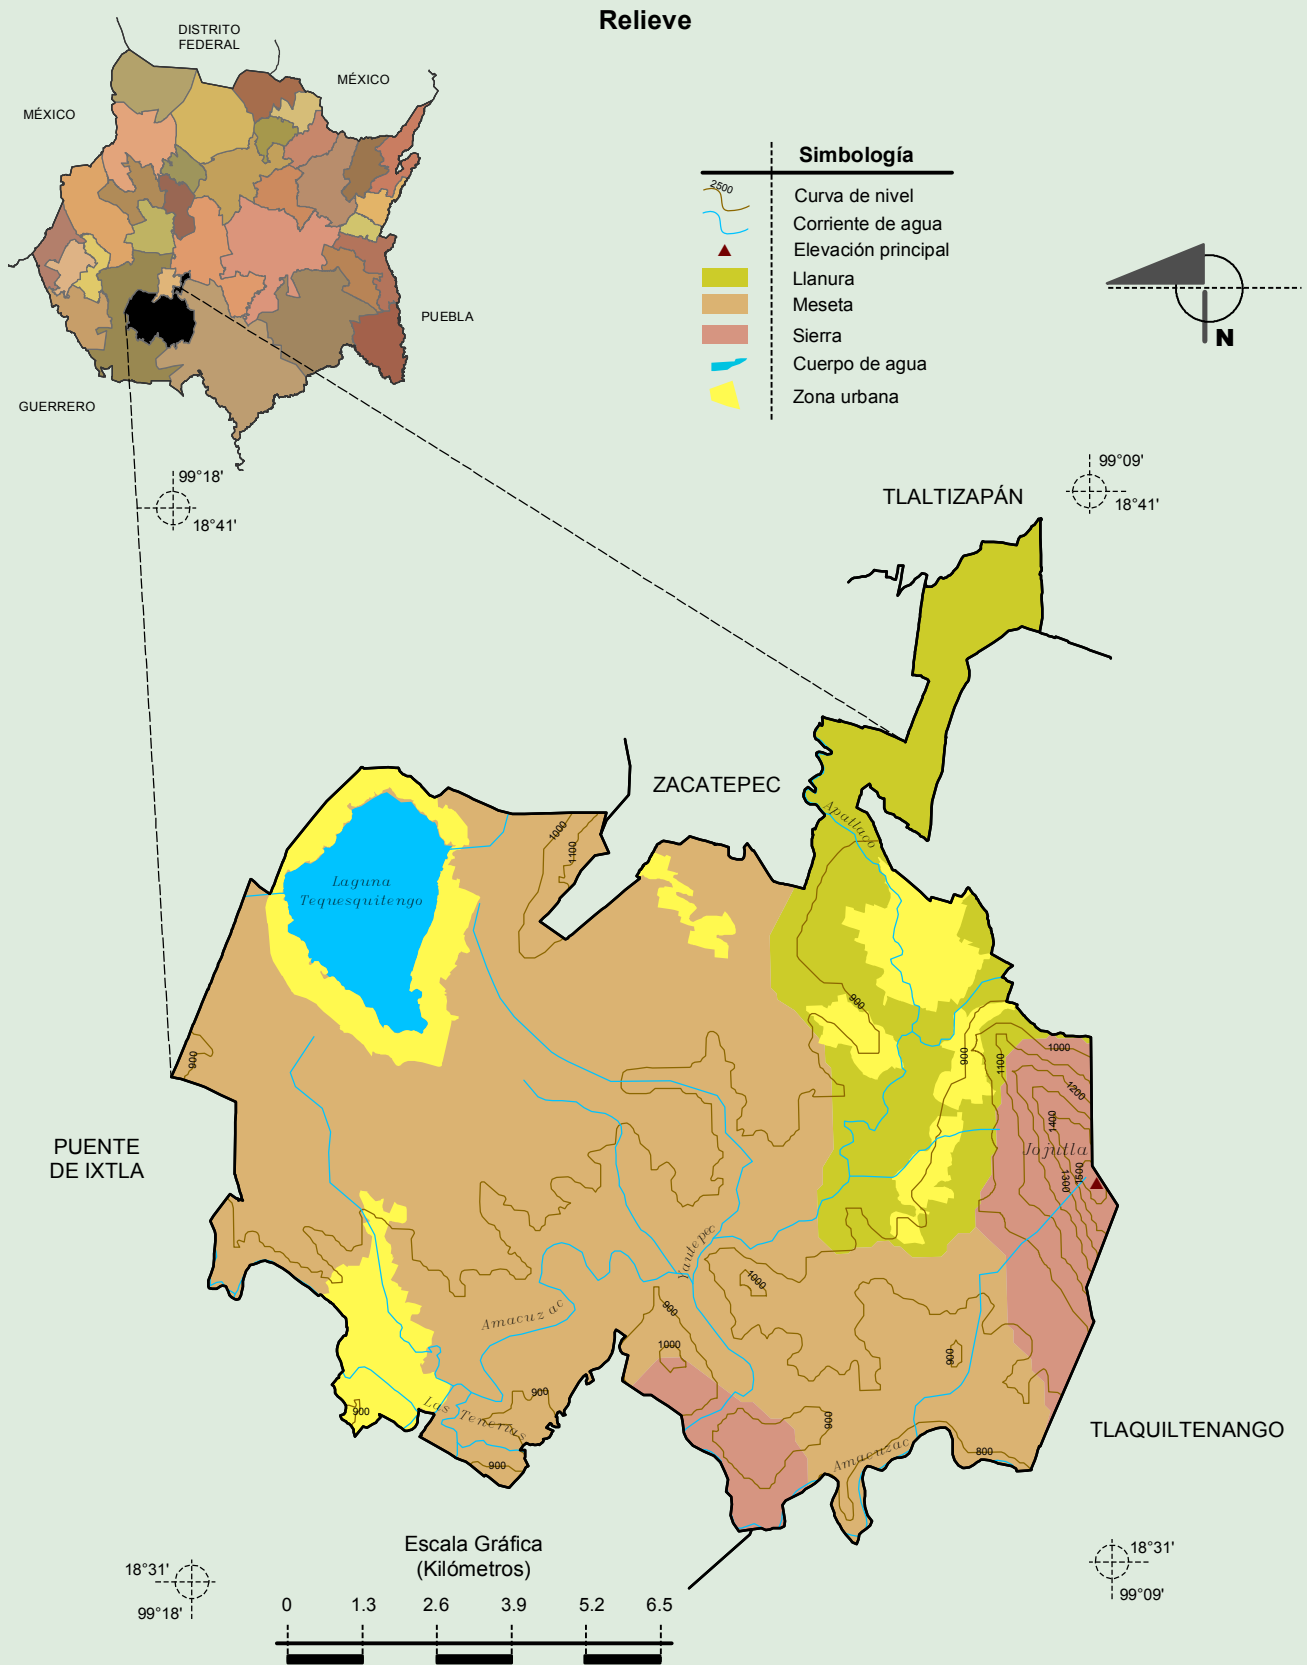 Relieve
DISTRITO
FEDERAL
MÉXICO
MÉXICO
PUEBLA
GUERRERO
Simbología
2500
Curva de nivel
Corriente de agua
Elevación principal
Llanura
Meseta
Sierra
Cuerpo de agua
Zona urbana
N
99°18'
18°41'
99°09'
18°41'
TLALTIZAPÁN
ZACATEPEC
Apatlaco
1000
1100
Laguna
Tequesquitengo
900
900
900
1100
1000
1200
1400
Jojutla
1300
1500
PUENTE
DE IXTLA
Yautepec
1000
Amacuzac
900
1000
900
900
900
Las Tenerias
900
900
Amacuzac
800
TLAQUILTENANGO
Escala Gráfica
(Kilómetros)
0 1.3 2.6 3.9 5.2 6.5
18°31'
99°18'
18°31'
99°09'